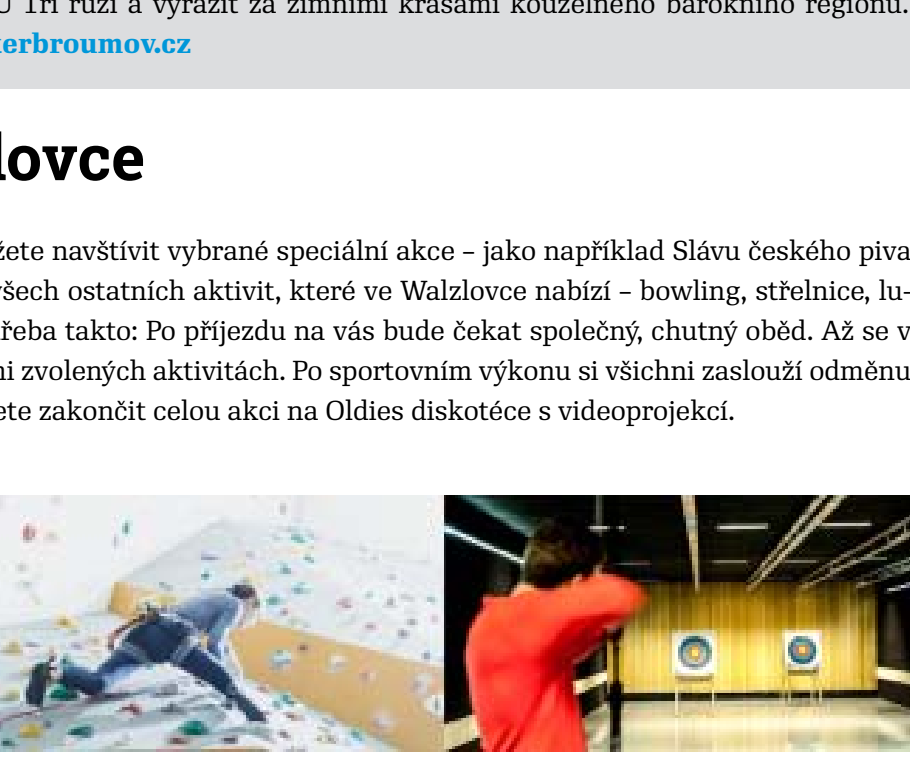 U Tří růží a vyrazit za zimními krásami kouzelného barokního regionu.
erbroumov.cz
lovce
žete navštívit vybrané speciální akce – jako například Slávu českého piva
všech ostatních aktivit, které ve Walzlovce nabízí – bowling, střelnice, lu-
řeba takto: Po příjezdu na vás bude čekat společný, chutný oběd. Až se v
mi zvolených aktivitách. Po sportovním výkonu si všichni zaslouží odměnu
ete zakončit celou akci na Oldies diskotéce s videoprojekcí.